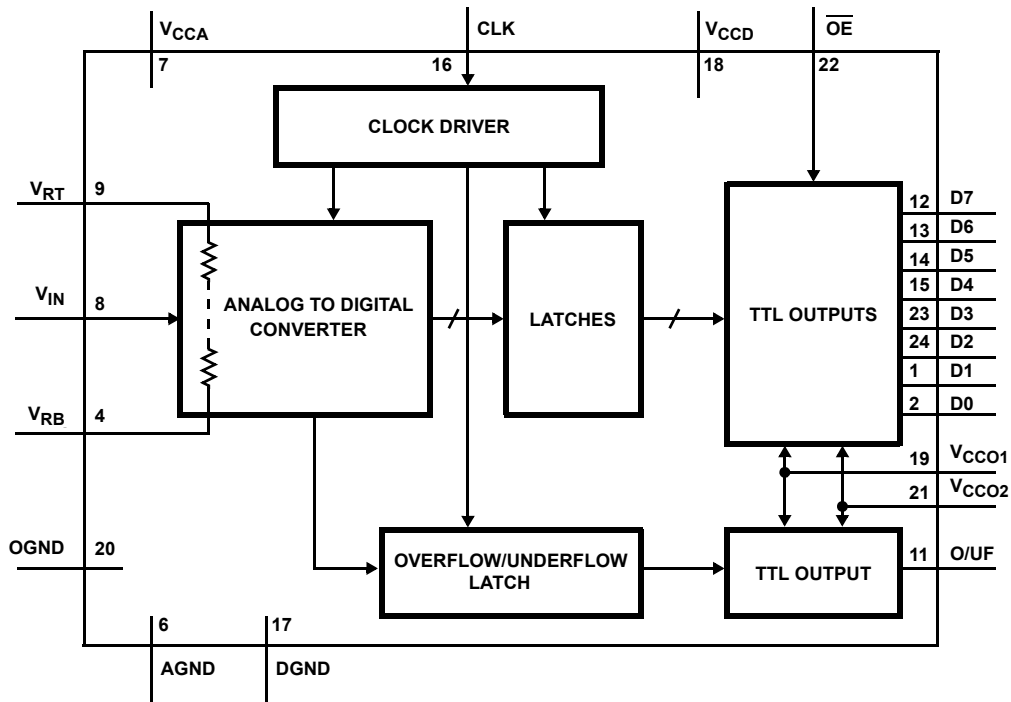 VCCA
7
CLK
16
VCCD
18
OE
22
CLOCK DRIVER
VRT
9
VIN
8
VRB
4
ANALOG TO DIGITAL
CONVERTER
LATCHES
TTL OUTPUTS
12 D7
13 D6
14 D5
15 D4
23 D3
24 D2
1 D1
2 D0
19 VCCO1
21 VCCO2
OGND 20
OVERFLOW/UNDERFLOW
LATCH
TTL OUTPUT
11 O/UF
6
AGND
17
DGND